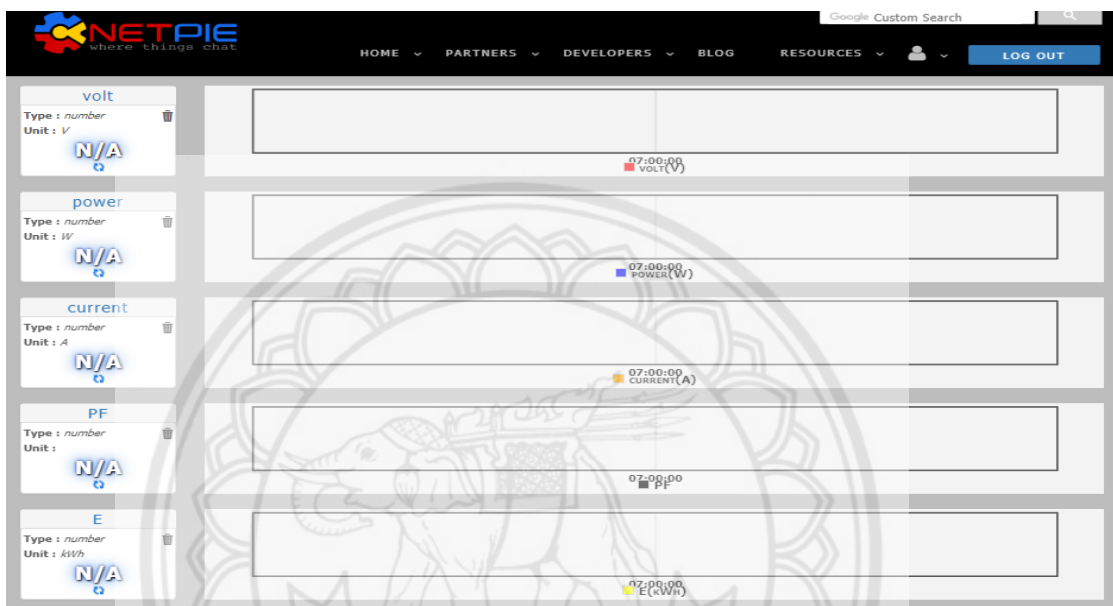 Google Custom Search
NETPIE
where things chat
HOME PARTNERS DEVELOPERS BLOG RESOURCES LOG OUT
volt
Type : number
Unit : V
N/A
07:00:00
VOLT(V)
power
Type : number
Unit : W
N/A
07:00:00
POWER(W)
current
Type : number
Unit : A
N/A
07:00:00
CURRENT(A)
PF
Type : number
Unit :
N/A
07:00:00
PF
E
Type : number
Unit : kWh
N/A
07:00:00
E(KWH)